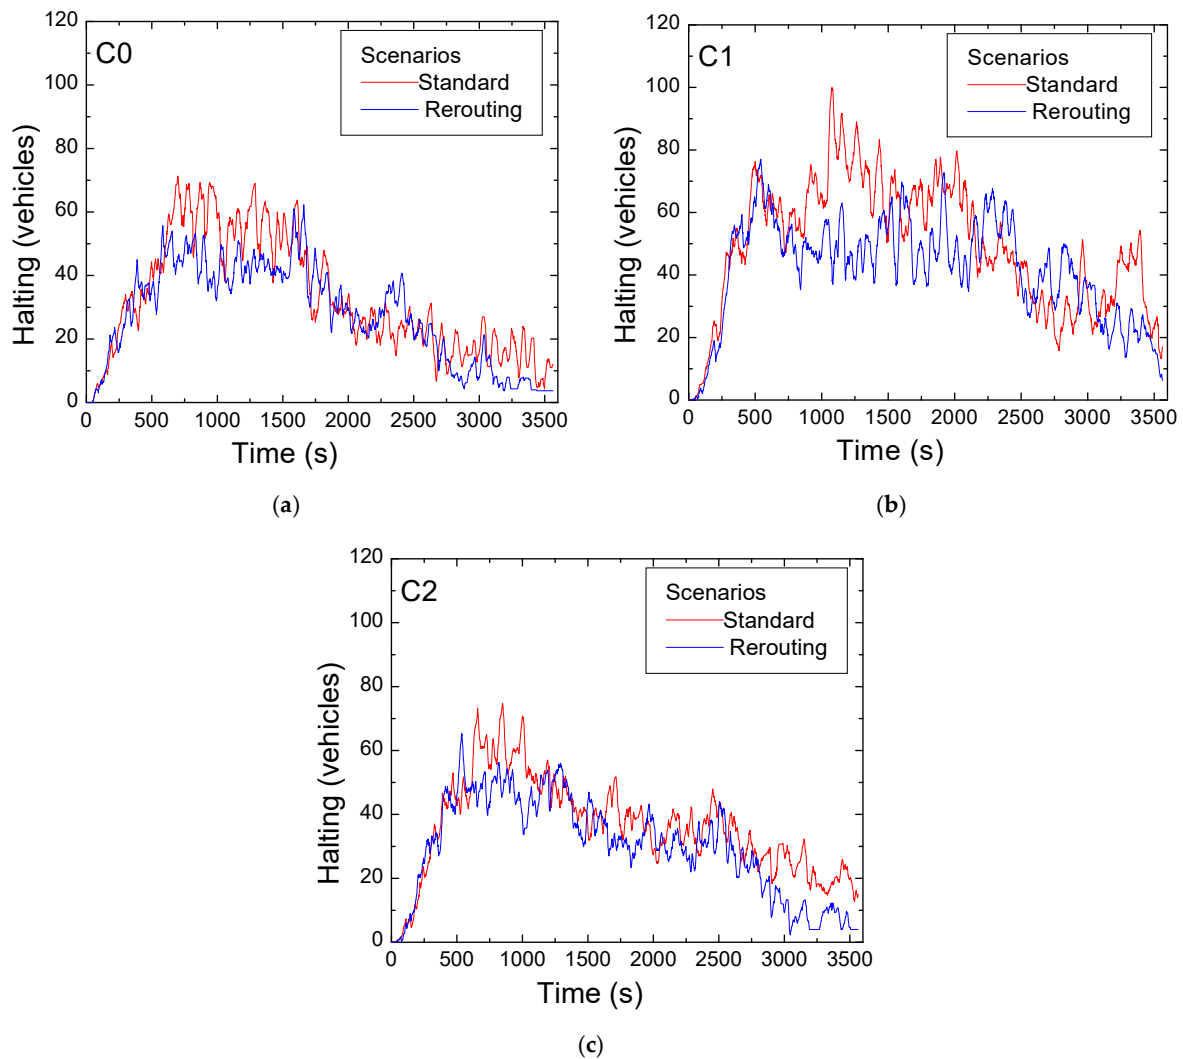 C0
Scenarios
Standard
Rerouting
Halting (vehicles)
120
100
80
60
40
20
0
0 500 1000 1500 2000 2500 3000 3500
Time (s)
(a)
C1
Scenarios
Standard
Rerouting
Halting (vehicles)
120
100
80
60
40
20
0
0 500 1000 1500 2000 2500 3000 3500
Time (s)
(b)
C2
Scenarios
Standard
Rerouting
Halting (vehicles)
120
100
80
60
40
20
0
0 500 1000 1500 2000 2500 3000 3500
Time (s)
(c)